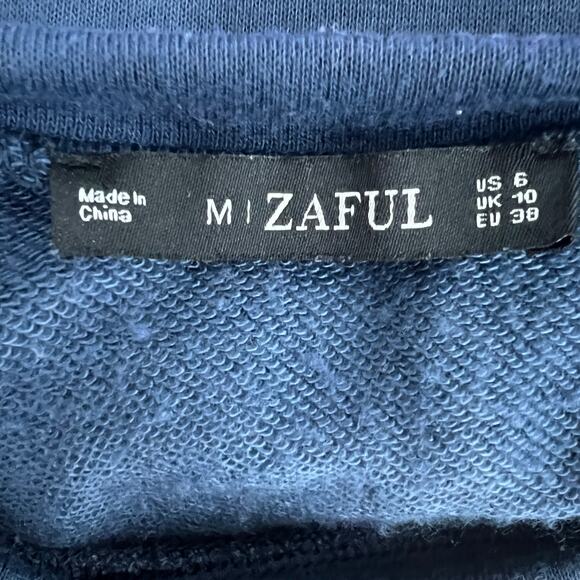 Made In
China
M | ZAFUL
US 6
UK 10
EU 38